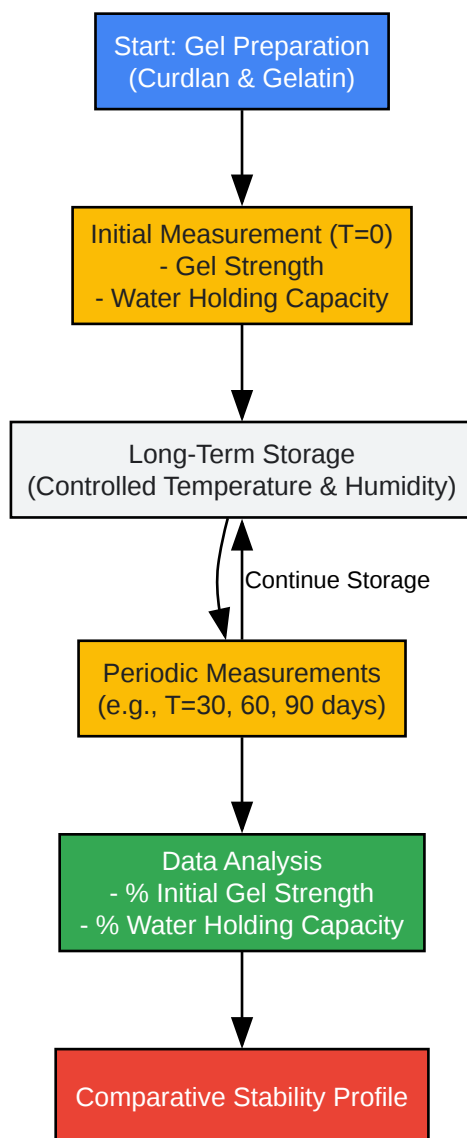 Start: Gel Preparation
(Curdlan & Gelatin)
Initial Measurement (T=0)
- Gel Strength
- Water Holding Capacity
Long-Term Storage
(Controlled Temperature & Humidity)
Continue Storage
Periodic Measurements
(e.g., T=30, 60, 90 days)
Data Analysis
- % Initial Gel Strength
- % Water Holding Capacity
Comparative Stability Profile